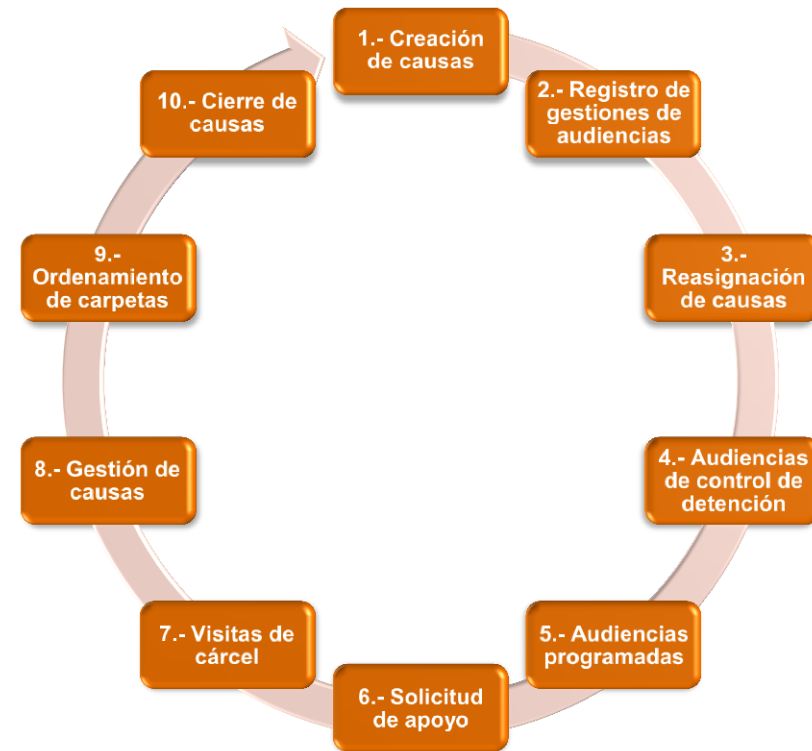 1.- Creación
de causas
2.- Registro de
gestiones de
audiencias
3.-
Reasignación
de causas
4.- Audiencias
de control de
detención
5.- Audiencias
programadas
6.- Solicitud
de apoyo
7.- Visitas de
cárcel
8.- Gestión de
causas
9.-
Ordenamiento
de carpetas
10.- Cierre de
causas